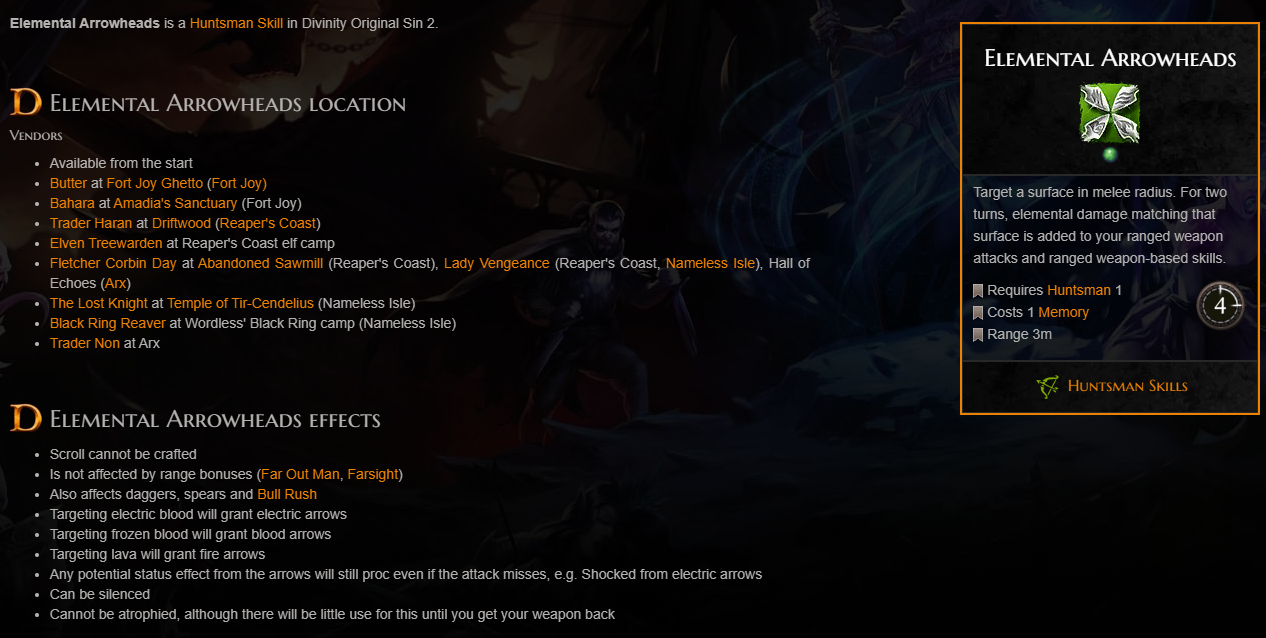 Elemental Arrowheads is a Huntsman Skill in Divinity Original Sin 2.
Elemental Arrowheads location
Vendors
Available from the start
Butter at Fort Joy Ghetto (Fort Joy)
Bahara at Amadia's Sanctuary (Fort Joy)
Trader Haran at Driftwood (Reaper's Coast)
Elven Treewarden at Reaper's Coast elf camp
Fletcher Corbin Day at Abandoned Sawmill (Reaper's Coast), Lady Vengeance (Reaper's Coast, Nameless Isle), Hall of
Echoes (Arx)
The Lost Knight at Temple of Tir-Cendelius (Nameless Isle)
Black Ring Reaver at Wordless' Black Ring camp (Nameless Isle)
Trader Non at Arx
Elemental Arrowheads effects
Scroll cannot be crafted
Is not affected by range bonuses (Far Out Man, Farsight)
Also affects daggers, spears and Bull Rush
Targeting electric blood will grant electric arrows
Targeting frozen blood will grant blood arrows
Targeting lava will grant fire arrows
Any potential status effect from the arrows will still proc even if the attack misses, e.g. Shocked from electric arrows
Can be silenced
Cannot be atrophied, although there will be little use for this until you get your weapon back
Elemental Arrowheads
Target a surface in melee radius. For two
turns, elemental damage matching that
surface is added to your ranged weapon
attacks and ranged weapon-based skills.
Requires Huntsman 1
Costs 1 Memory
Range 3m
4
Huntsman Skills